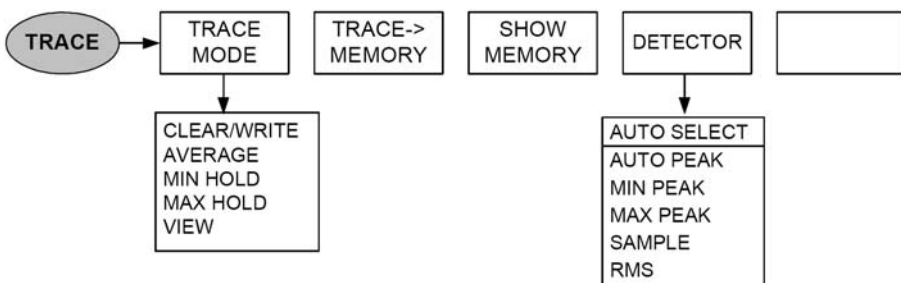 TRACE
TRACE
MODE
TRACE->
MEMORY
SHOW
MEMORY
DETECTOR
CLEAR/WRITE
AVERAGE
MIN HOLD
MAX HOLD
VIEW
AUTO SELECT
AUTO PEAK
MIN PEAK
MAX PEAK
SAMPLE
RMS